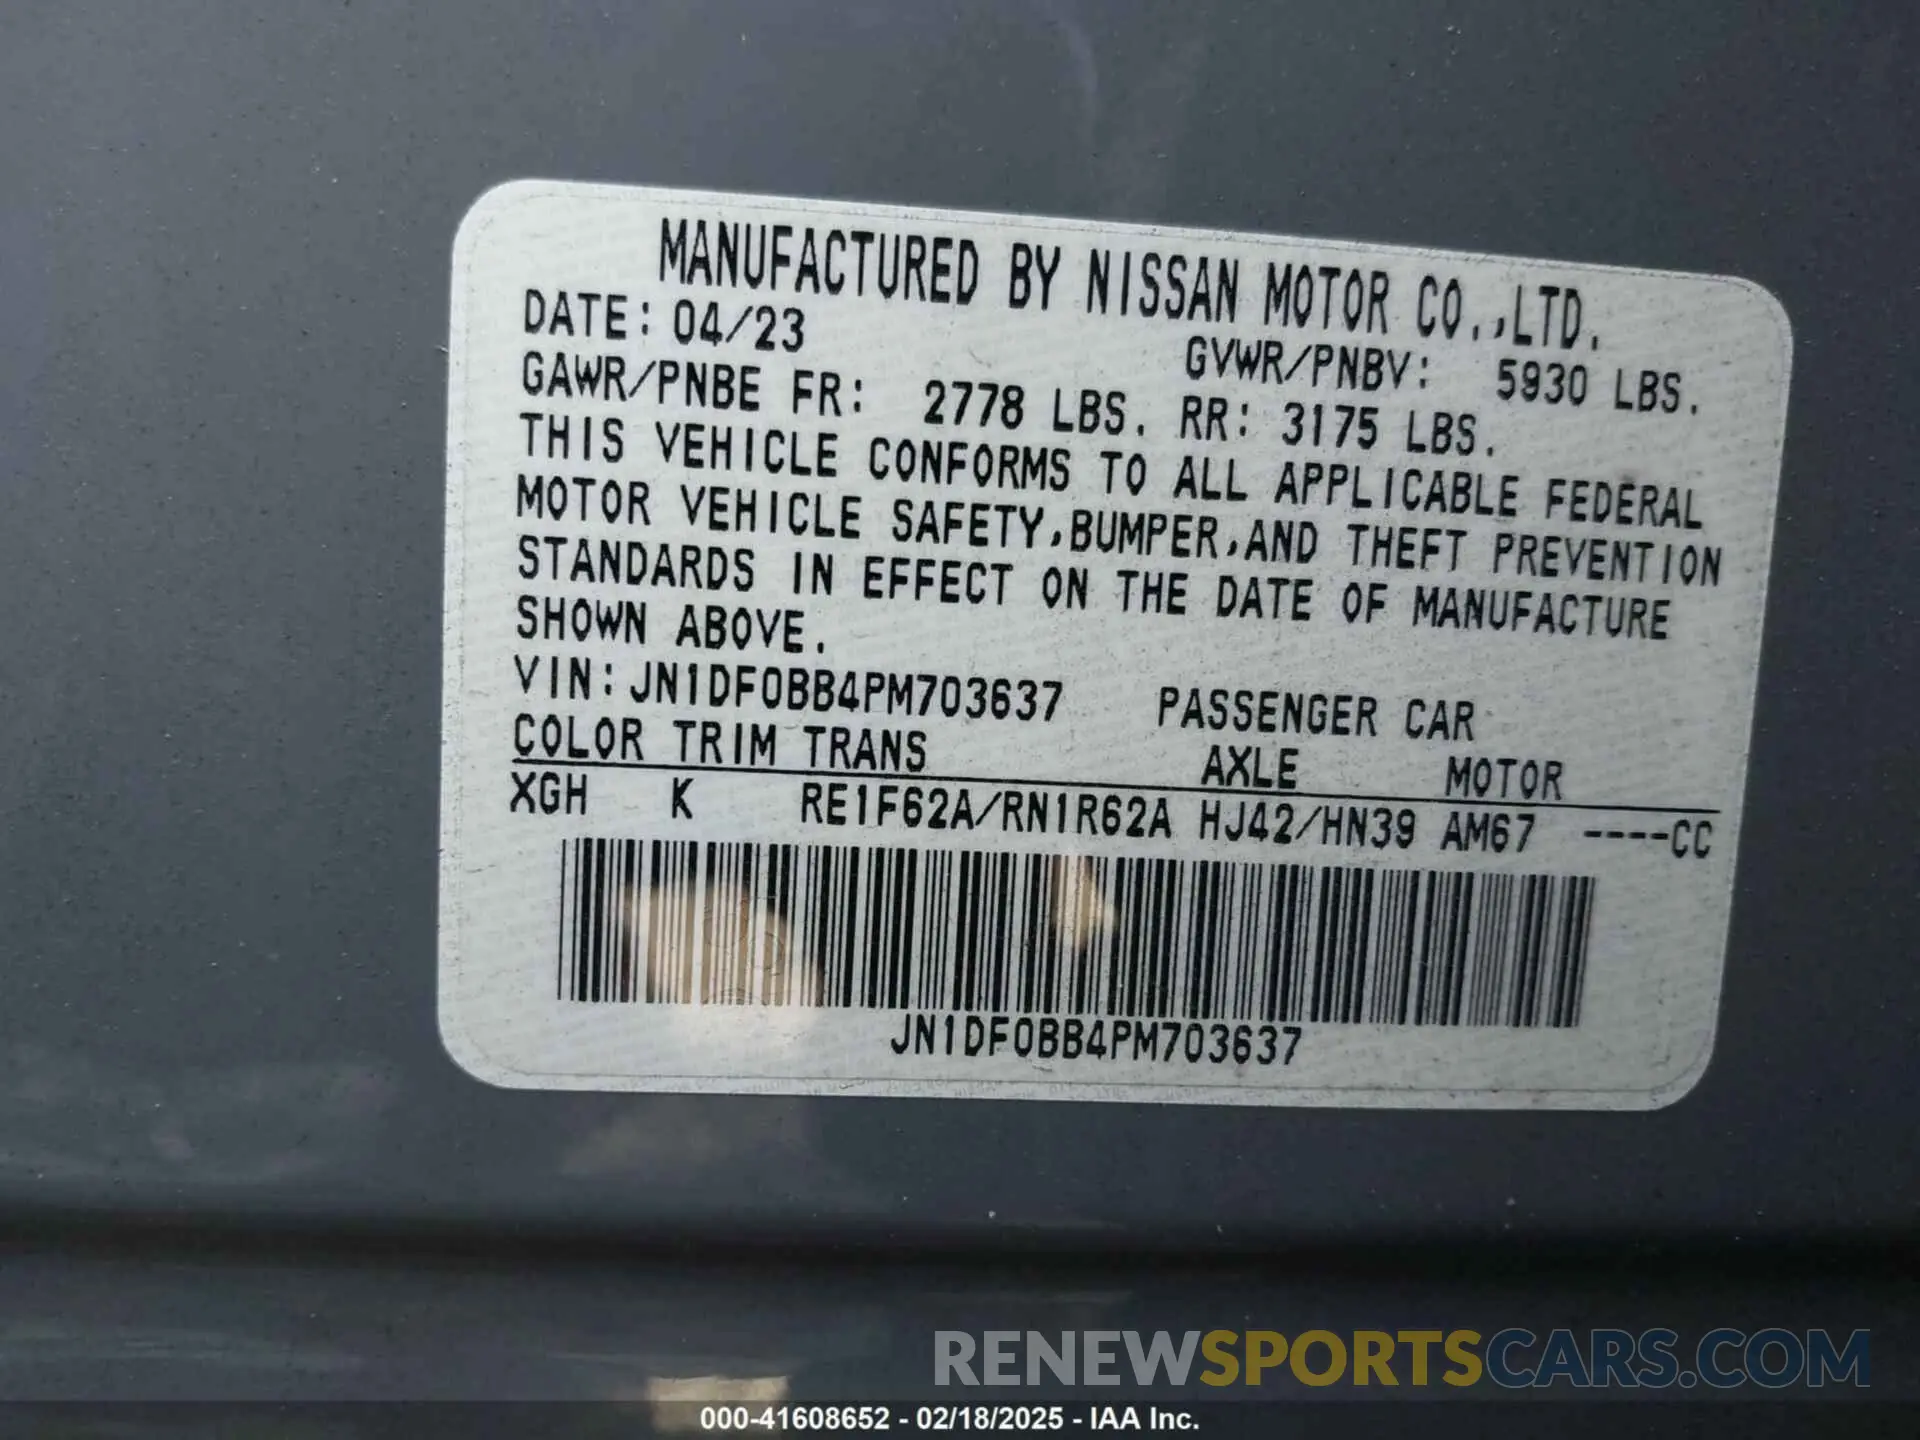 MANUFACTURED BY NISSAN MOTOR CO.,LTD.
DATE: 04/23 GVWR/PNBV: 5930 LBS.
GAWR/PNBE FR: 2778 LBS. RR: 3175 LBS.
THIS VEHICLE CONFORMS TO ALL APPLICABLE FEDERAL
MOTOR VEHICLE SAFETY,BUMPER,AND THEFT PREVENTION
STANDARDS IN EFFECT ON THE DATE OF MANUFACTURE
SHOWN ABOVE.
VIN:JN1DF0BB4PM703637 PASSENGER CAR
COLOR TRIM TRANS AXLE MOTOR
XGH K RE1F62A/RN1R62A HJ42/HN39 AM67 ----CC
JN1DF0BB4PM703637
RENEWSPORTSCARS.COM
000-41608652 - 02/18/2025 - IAA Inc.